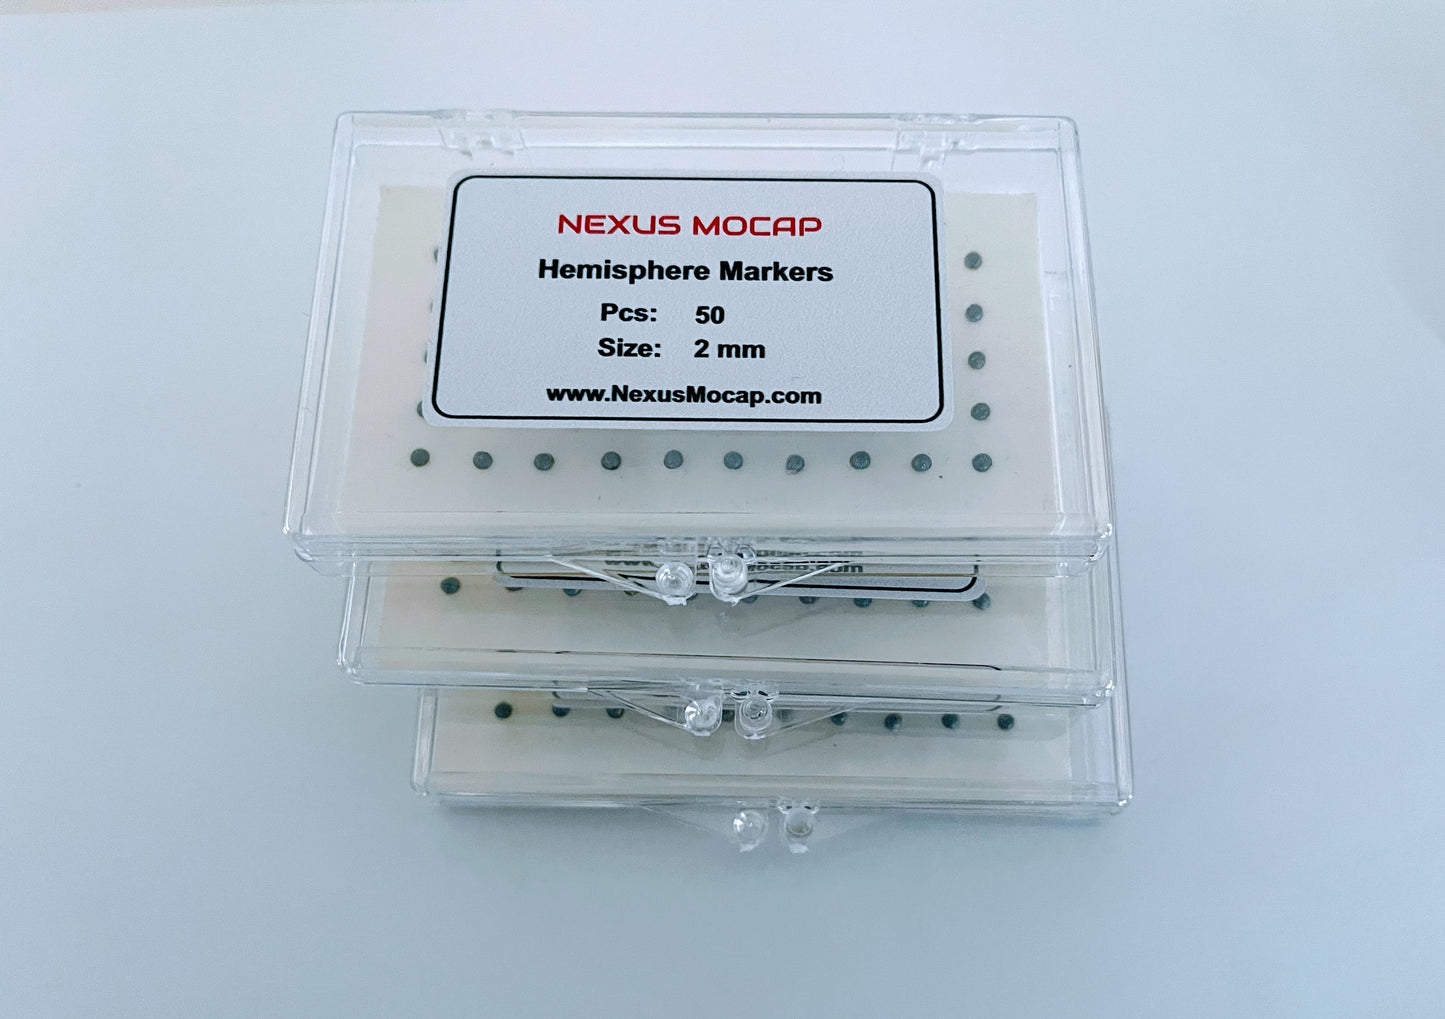 NEXUS MOCAP
Hemisphere Markers
Pcs: 50
Size: 2 mm
www.NexusMocap.com